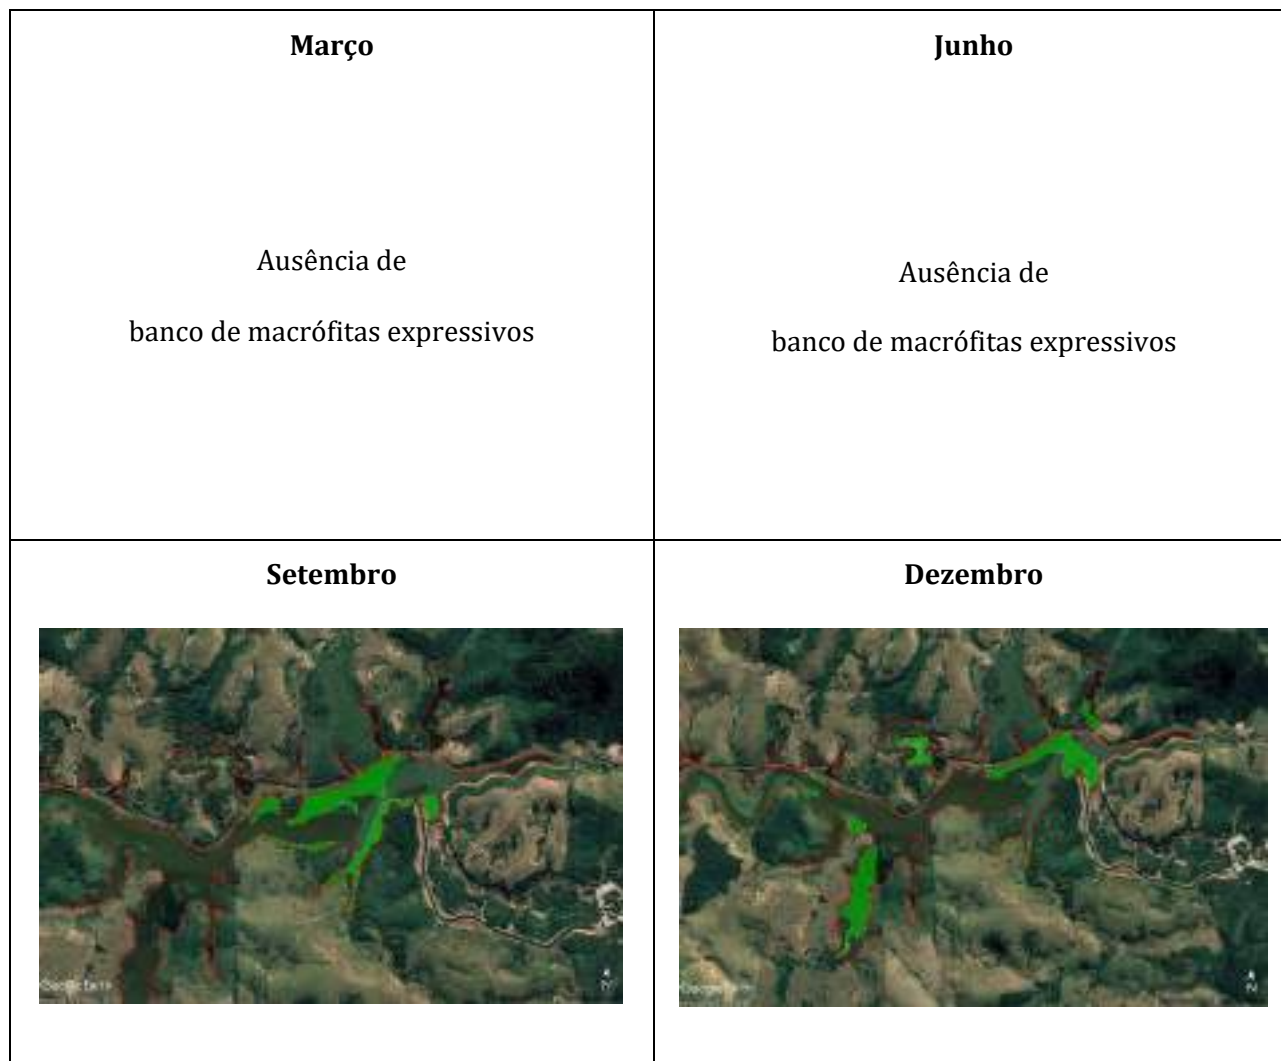 Março
Ausência de
banco de macrófitas expressivos
Junho
Ausência de
banco de macrófitas expressivos
Setembro
Dezembro